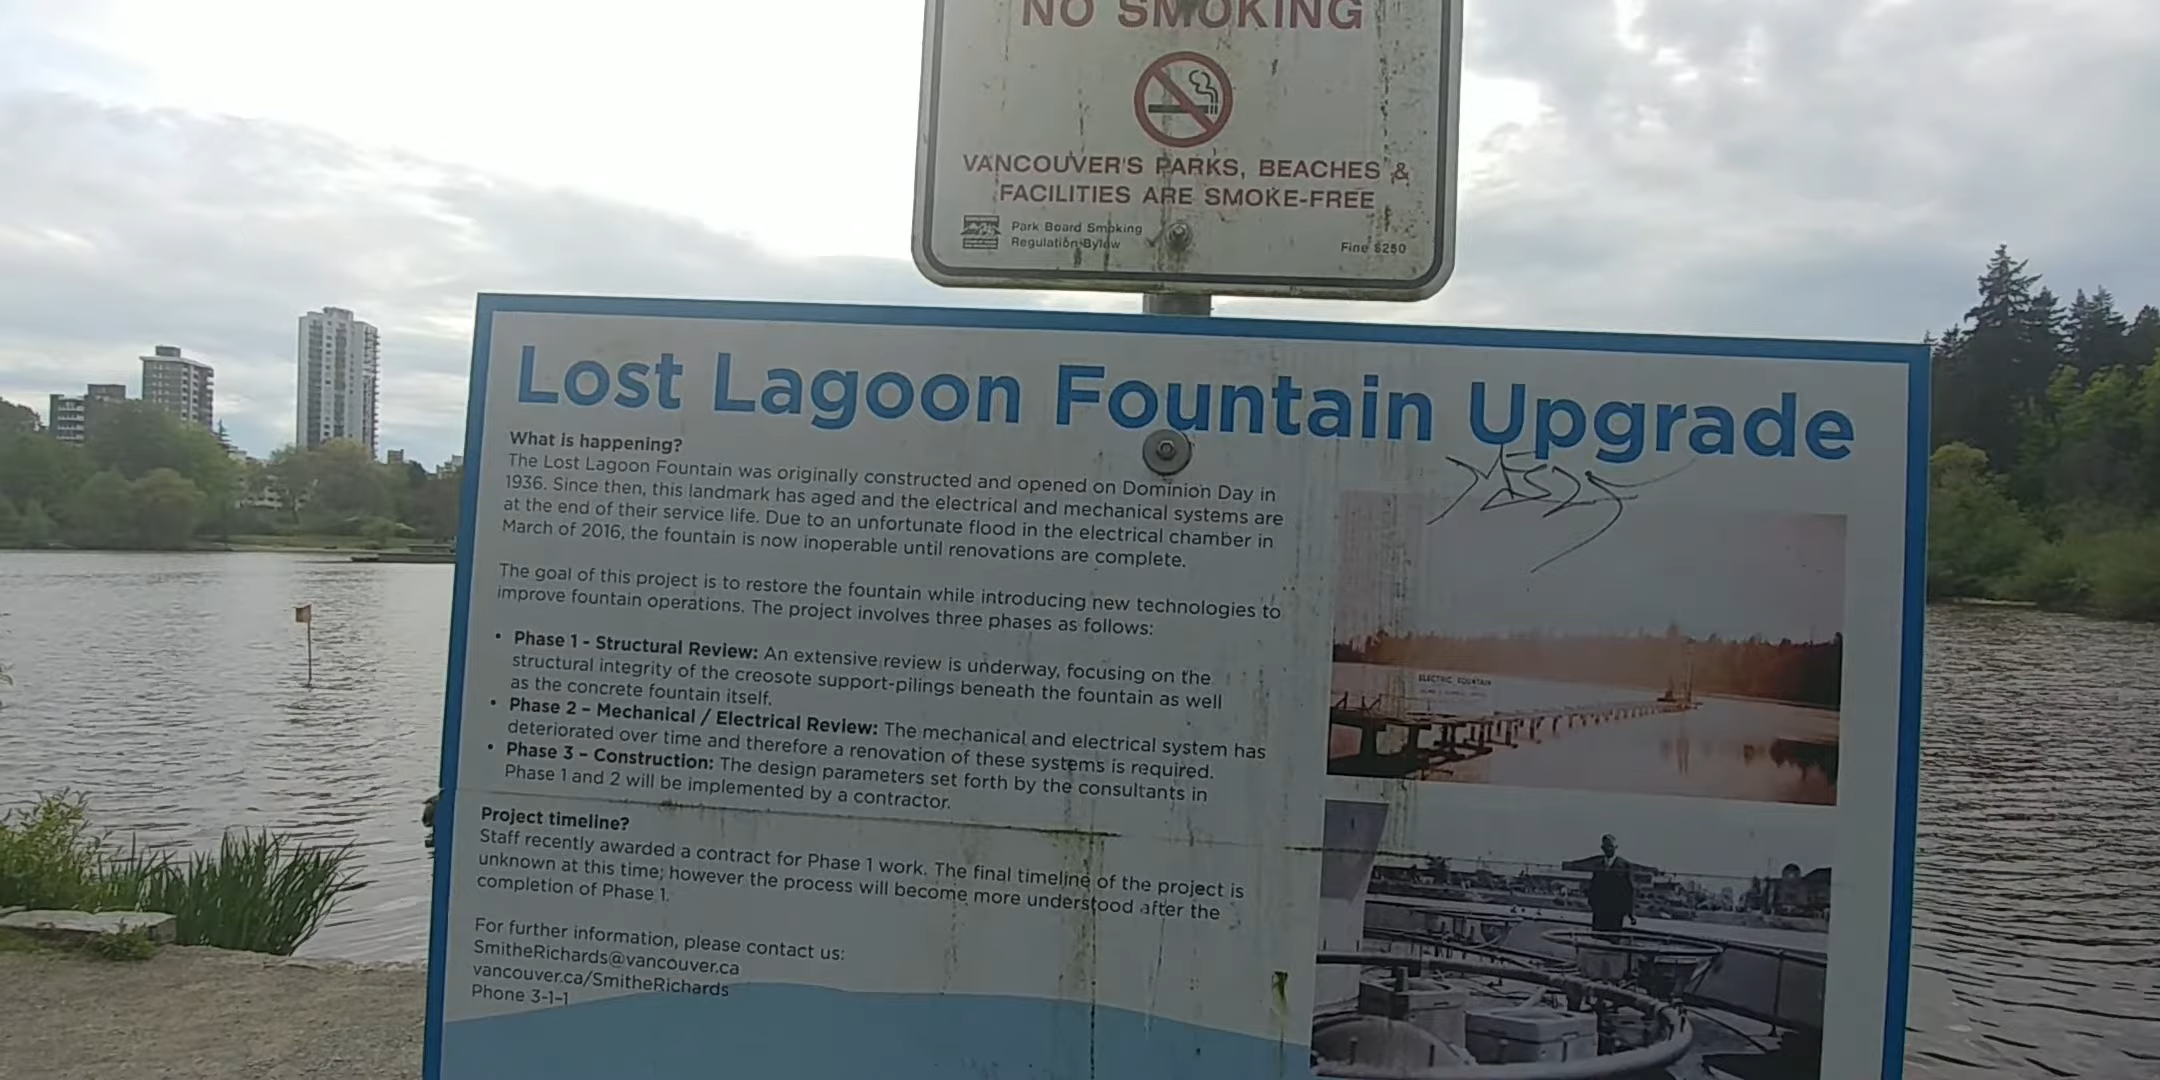 NO SMOKING
VANCOUVER'S PARKS, BEACHES &
FACILITIES ARE SMOKE-FREE
Park Board Smoking
Regulation Bylaw
Fine $250
Lost Lagoon Fountain Upgrade
What is happening?
The Lost Lagoon Fountain was originally constructed and opened on Dominion Day in
1936. Since then, this landmark has aged and the electrical and mechanical systems are
at the end of their service life. Due to an unfortunate flood in the electrical chamber in
March of 2016, the fountain is now inoperable until renovations are complete.
The goal of this project is to restore the fountain while introducing new technologies to
improve fountain operations. The project involves three phases as follows:
• Phase 1 - Structural Review: An extensive review is underway, focusing on the
structural integrity of the creosote support-pilings beneath the fountain as well
as the concrete fountain itself.
• Phase 2 – Mechanical / Electrical Review: The mechanical and electrical system has
deteriorated over time and therefore a renovation of these systems is required.
• Phase 3 – Construction: The design parameters set forth by the consultants in
Phase 1 and 2 will be implemented by a contractor.
Project timeline?
Staff recently awarded a contract for Phase 1 work. The final timeline of the project is
unknown at this time; however the process will become more understood after the
completion of Phase 1.
For further information, please contact us:
SmitheRichards@vancouver.ca
vancouver.ca/SmitheRichards
Phone 3-1-1
ELECTRIC FOUNTAIN